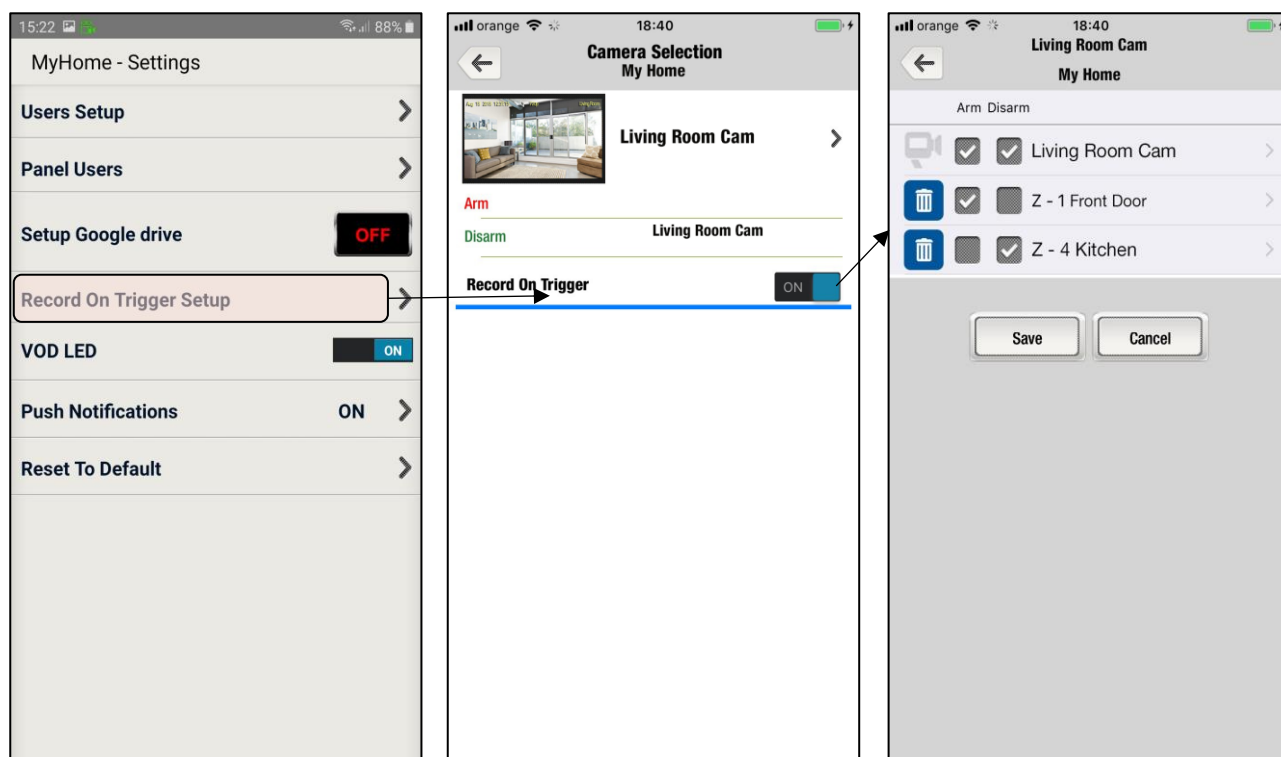 15:22 88%
MyHome - Settings
Users Setup
Panel Users
Setup Google drive OFF
Record On Trigger Setup
VOD LED ON
Push Notifications ON
Reset To Default
orange 18:40
Camera Selection
My Home
Living Room Cam
Arm
Disarm Living Room Cam
Record On Trigger ON
orange 18:40
Living Room Cam
My Home
Arm Disarm
Living Room Cam
Z - 1 Front Door
Z - 4 Kitchen
Save Cancel